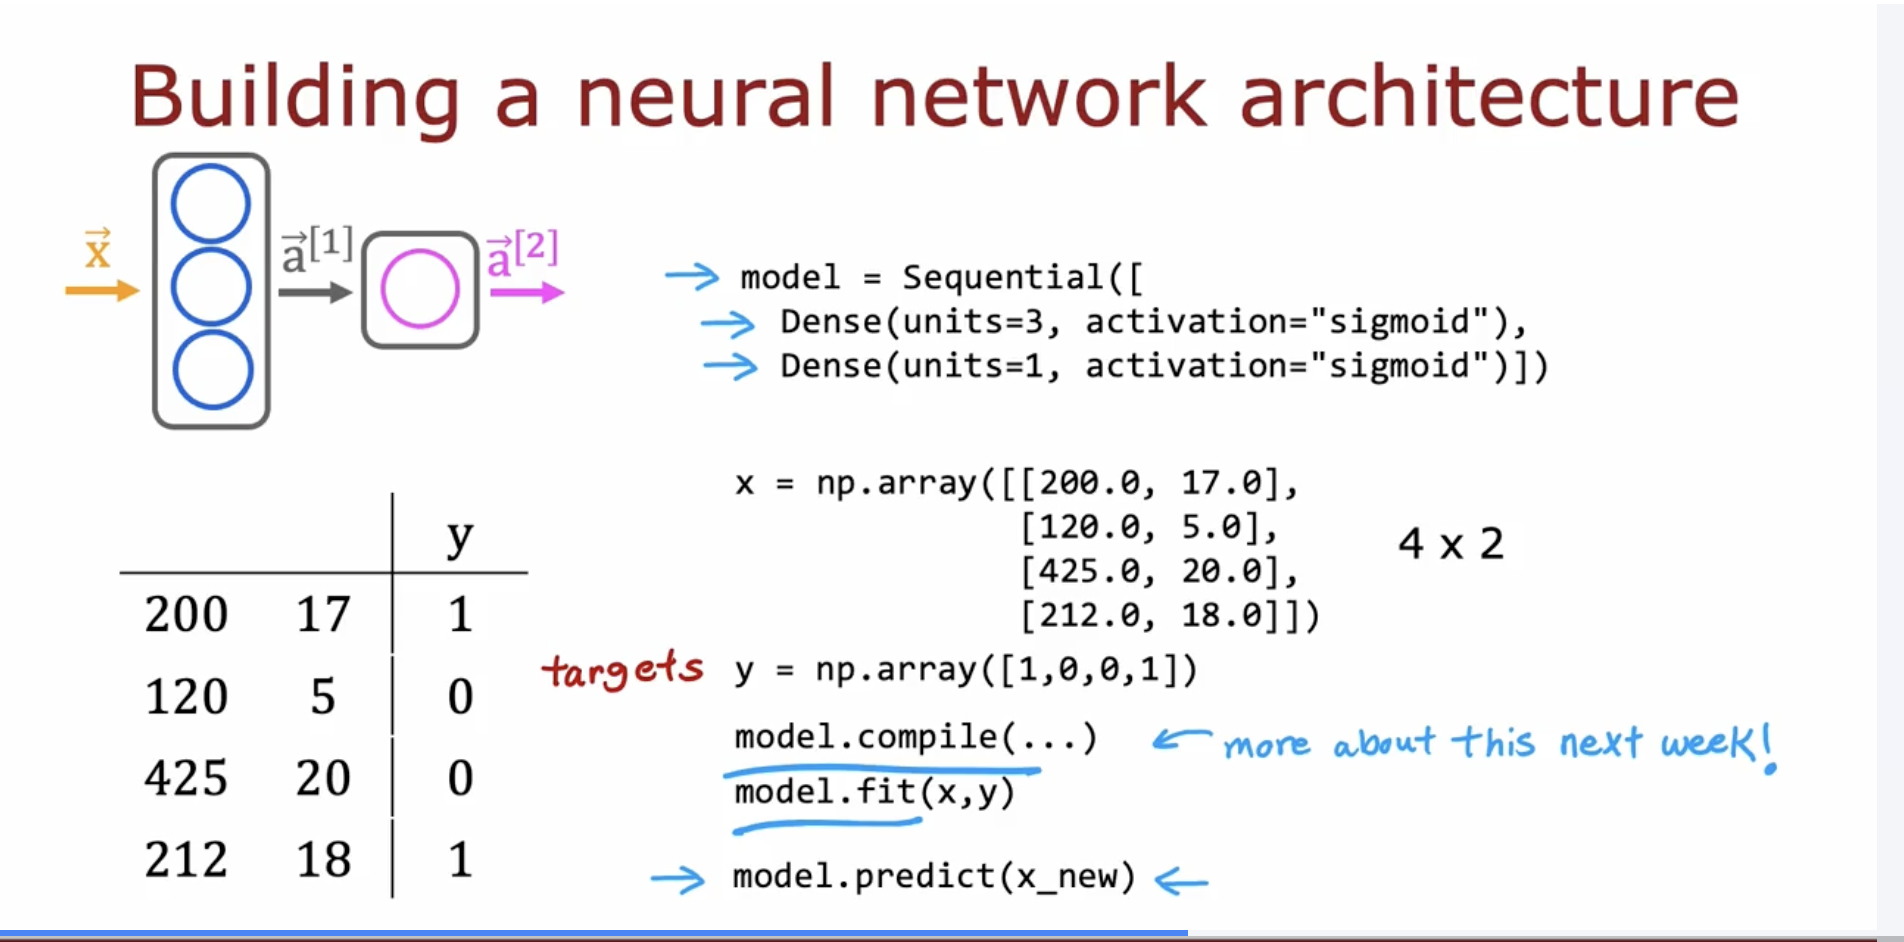 Building a neural network architecture
x⃗
a⃗[1]
a⃗[2]
model = Sequential([
Dense(units=3, activation="sigmoid"),
Dense(units=1, activation="sigmoid")])
y
200 17 1
120 5 0
425 20 0
212 18 1
x = np.array([[200.0, 17.0],
[120.0, 5.0],
[425.0, 20.0],
[212.0, 18.0]])
4 x 2
targets y = np.array([1,0,0,1])
model.compile(...) more about this next week!
model.fit(x,y)
model.predict(x_new)